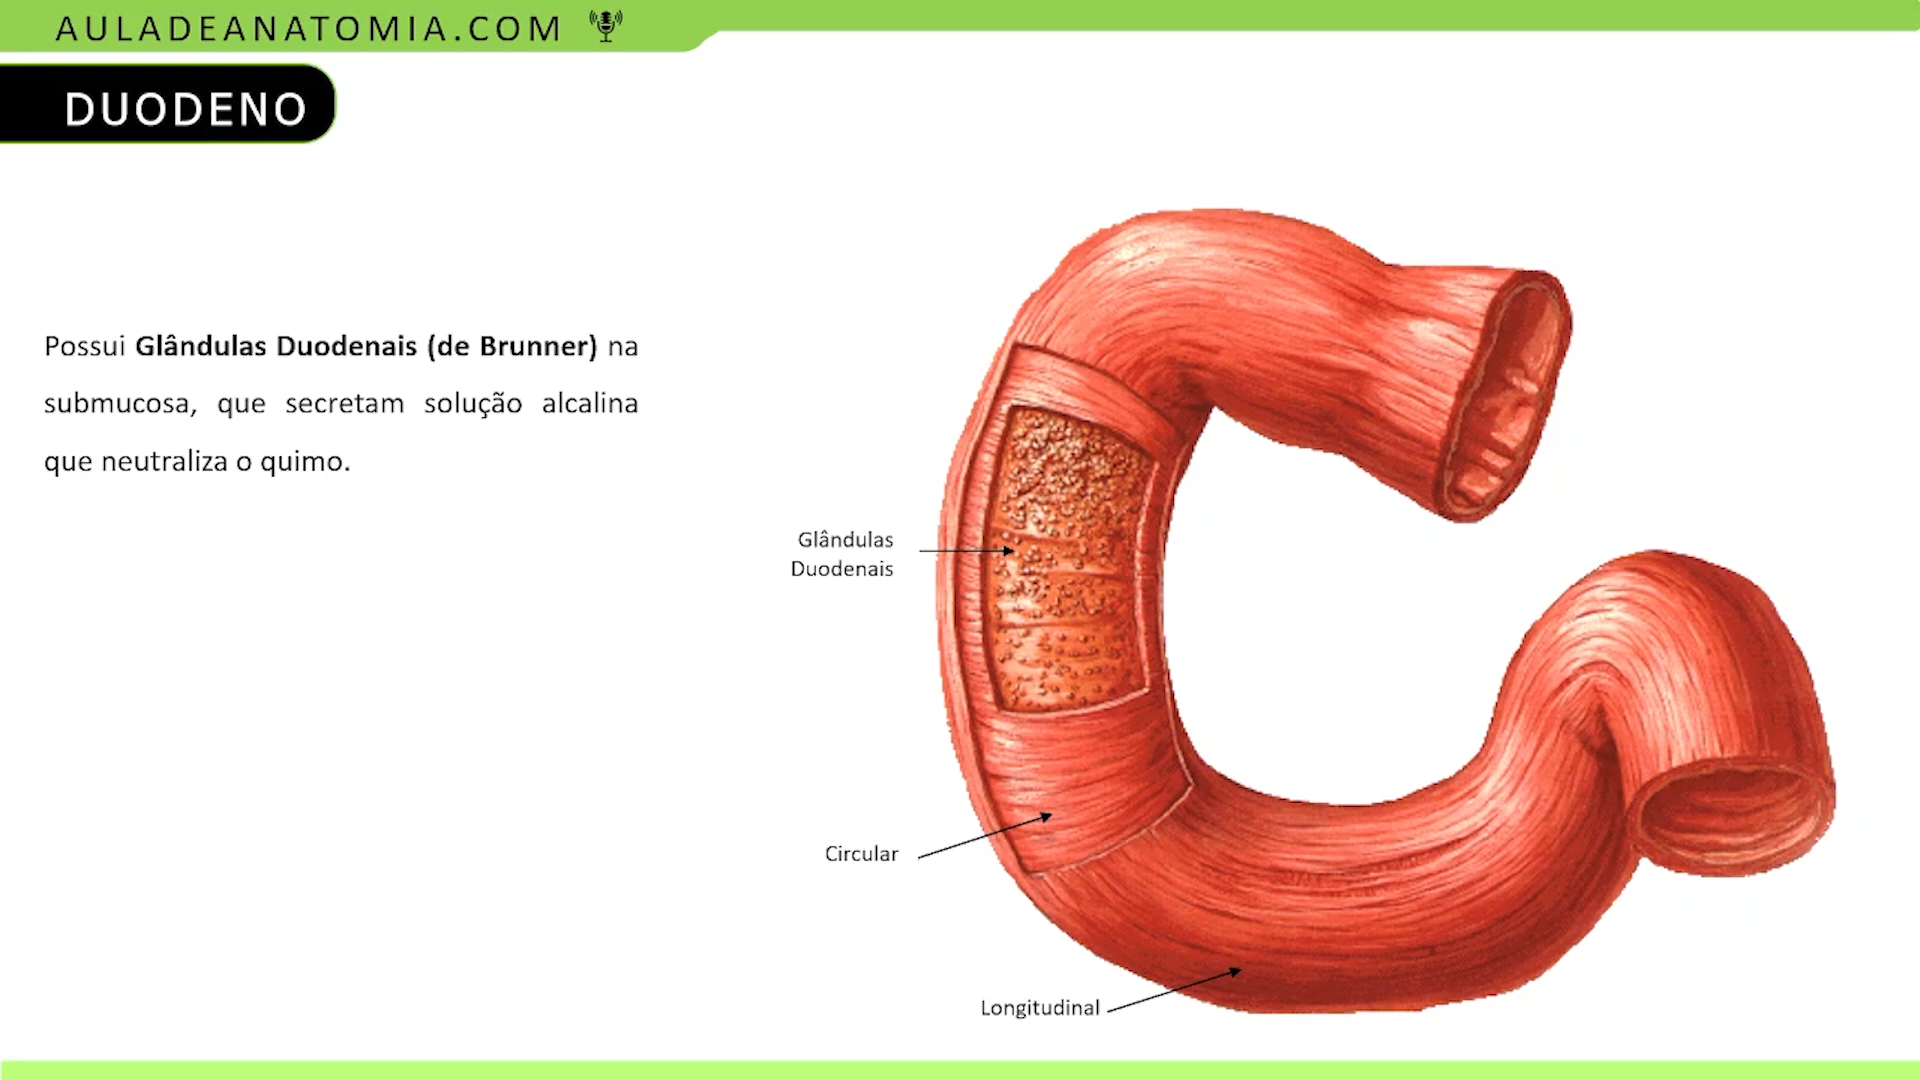 AULADEANATOMIA.COM
DUODENO
Possui Glândulas Duodenais (de Brunner) na
submucosa, que secretam solução alcalina
que neutraliza o quimo.
Glândulas
Duodenais
Circular
Longitudinal